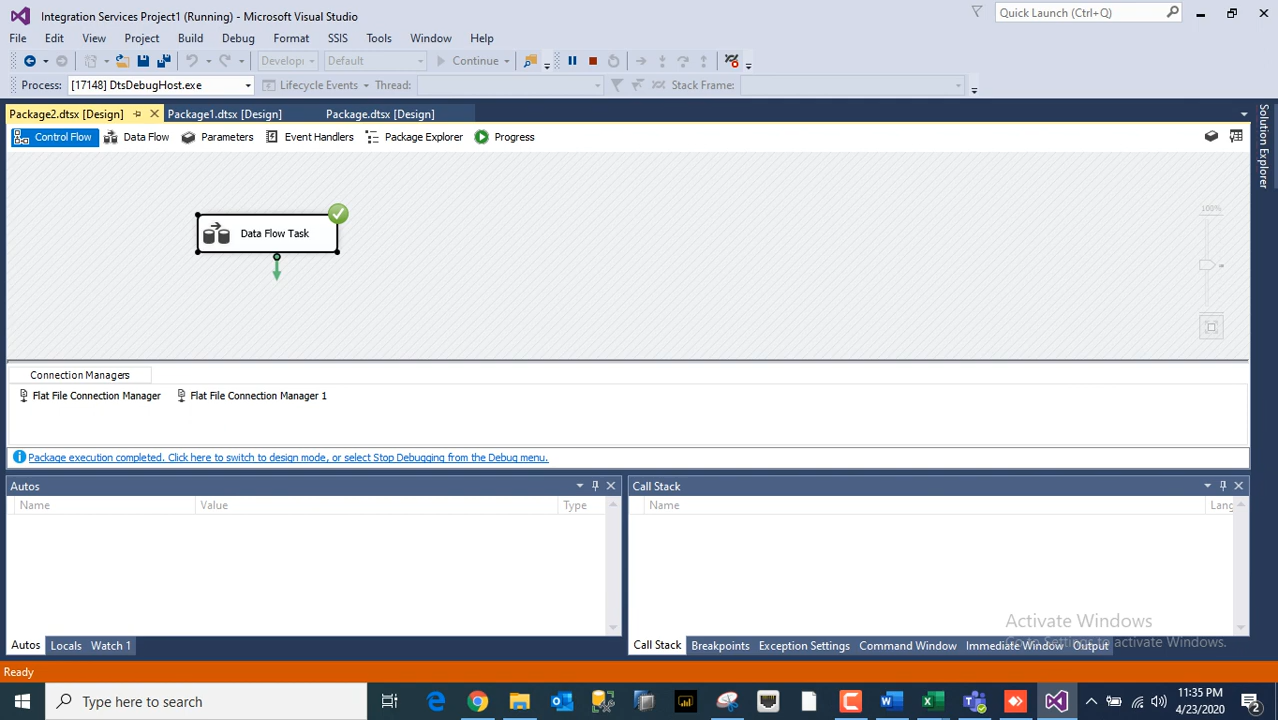 Integration Services Project1 (Running) - Microsoft Visual Studio
Quick Launch (Ctrl+Q)
File Edit View Project Build Debug Format SSIS Tools Window Help
Develop Default Continue
Process: [17148] DtsDebugHost.exe Lifecycle Events Thread: Stack Frame:
Package2.dtsx [Design] Package1.dtsx [Design] Package.dtsx [Design]
Control Flow Data Flow Parameters Event Handlers Package Explorer Progress
Solution Explorer
100%
Data Flow Task
Connection Managers
Flat File Connection Manager Flat File Connection Manager 1
Package execution completed. Click here to switch to design mode, or select Stop Debugging from the Debug menu.
Autos Call Stack
Name Value Type Name Lang
Activate Windows
Go to Settings to activate Windows.
Autos Locals Watch 1 Call Stack Breakpoints Exception Settings Command Window Immediate Window Output
Ready
Type here to search
11:35 PM
4/23/2020
2